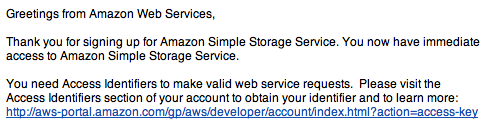 Greetings from Amazon Web Services,
Thank you for signing up for Amazon Simple Storage Service. You now have immediate
access to Amazon Simple Storage Service.
You need Access Identifiers to make valid web service requests.  Please visit the
Access Identifiers section of your account to obtain your identifier and to learn more:
http://aws-portal.amazon.com/gp/aws/developer/account/index.html?action=access-key